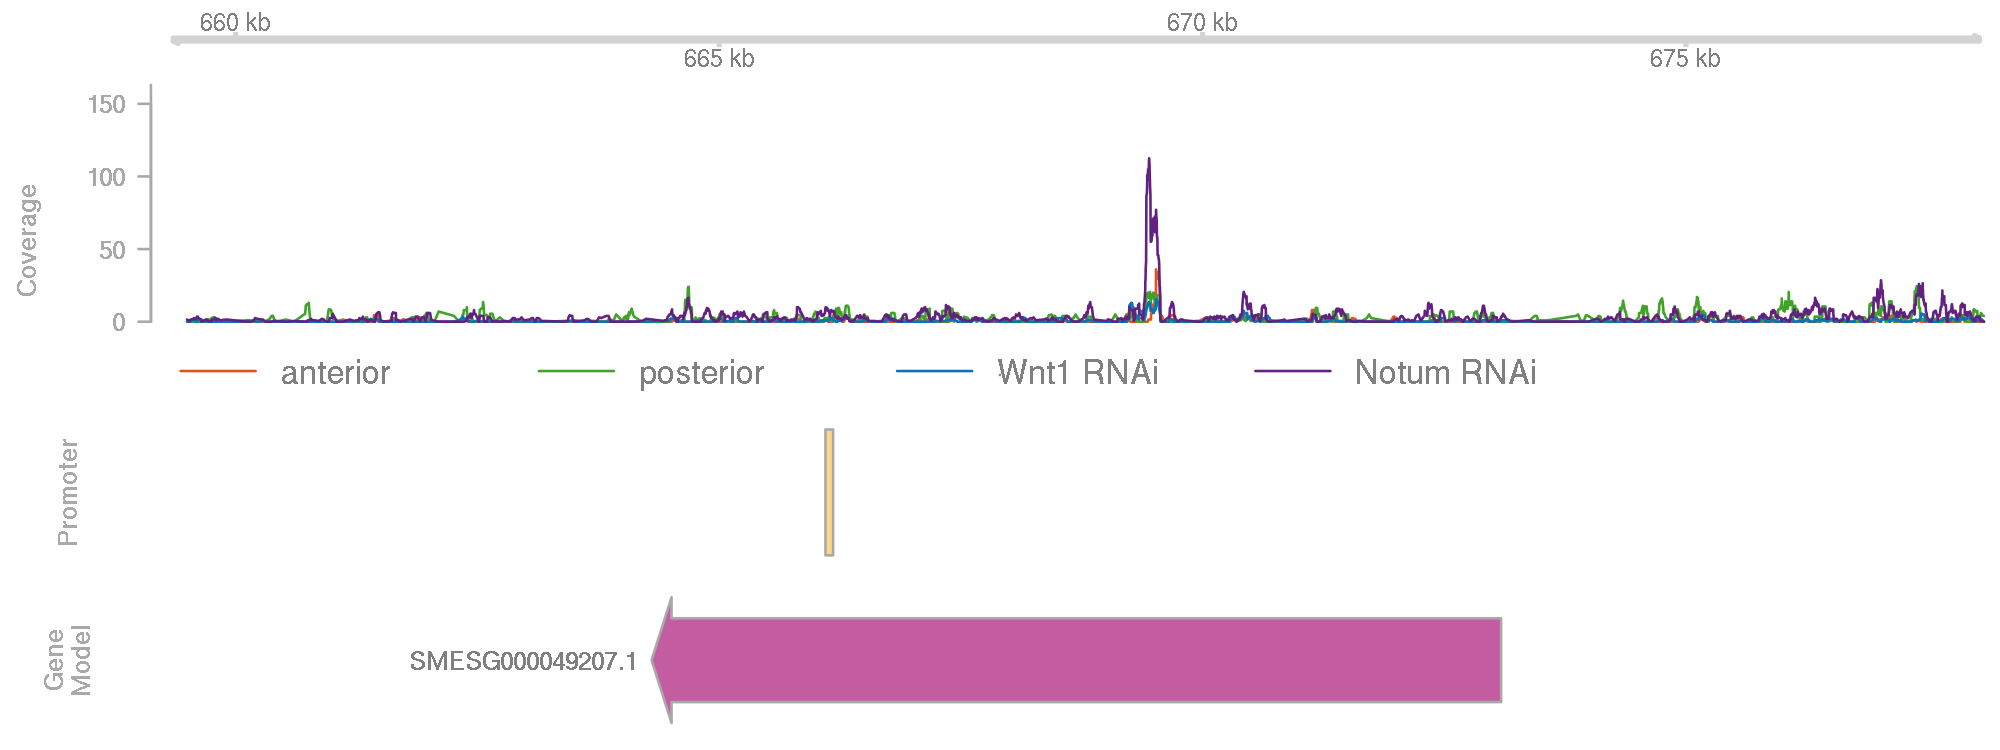 660 kb
670 kb
665 kb
675 kb
Coverage
150
100
50
0
anterior
posterior
Wnt1 RNAi
Notum RNAi
Promoter
Gene
Model
SMESG000049207.1